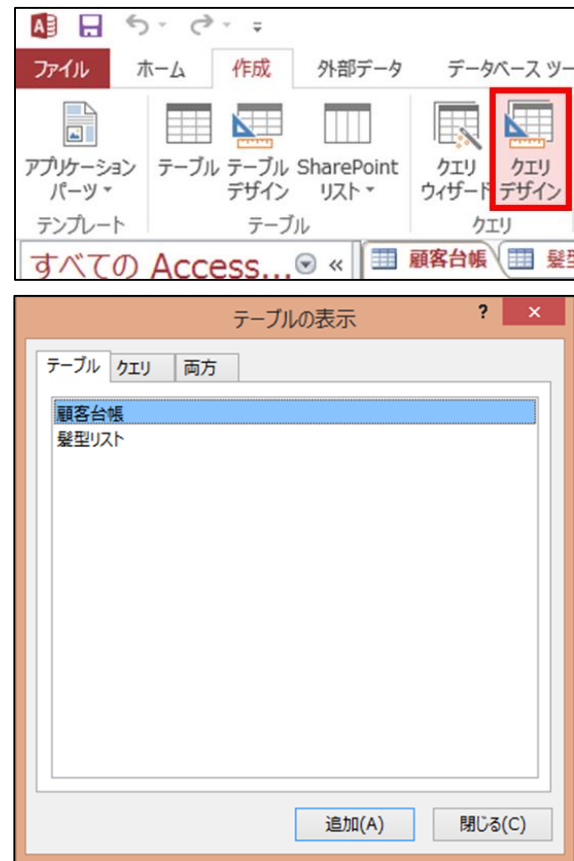 ファイル ホーム 作成 外部データ データベース ツー
アプリケーション パーツ テーブル テーブル デザイン SharePoint リスト クエリ ウィザード クエリ デザイン
テンプレート テーブル クエリ
すべての Access... « 顧客台帳 髪型
テーブルの表示 ? ×
テーブル クエリ 両方
顧客台帳
髪型リスト
追加(A) 閉じる(C)